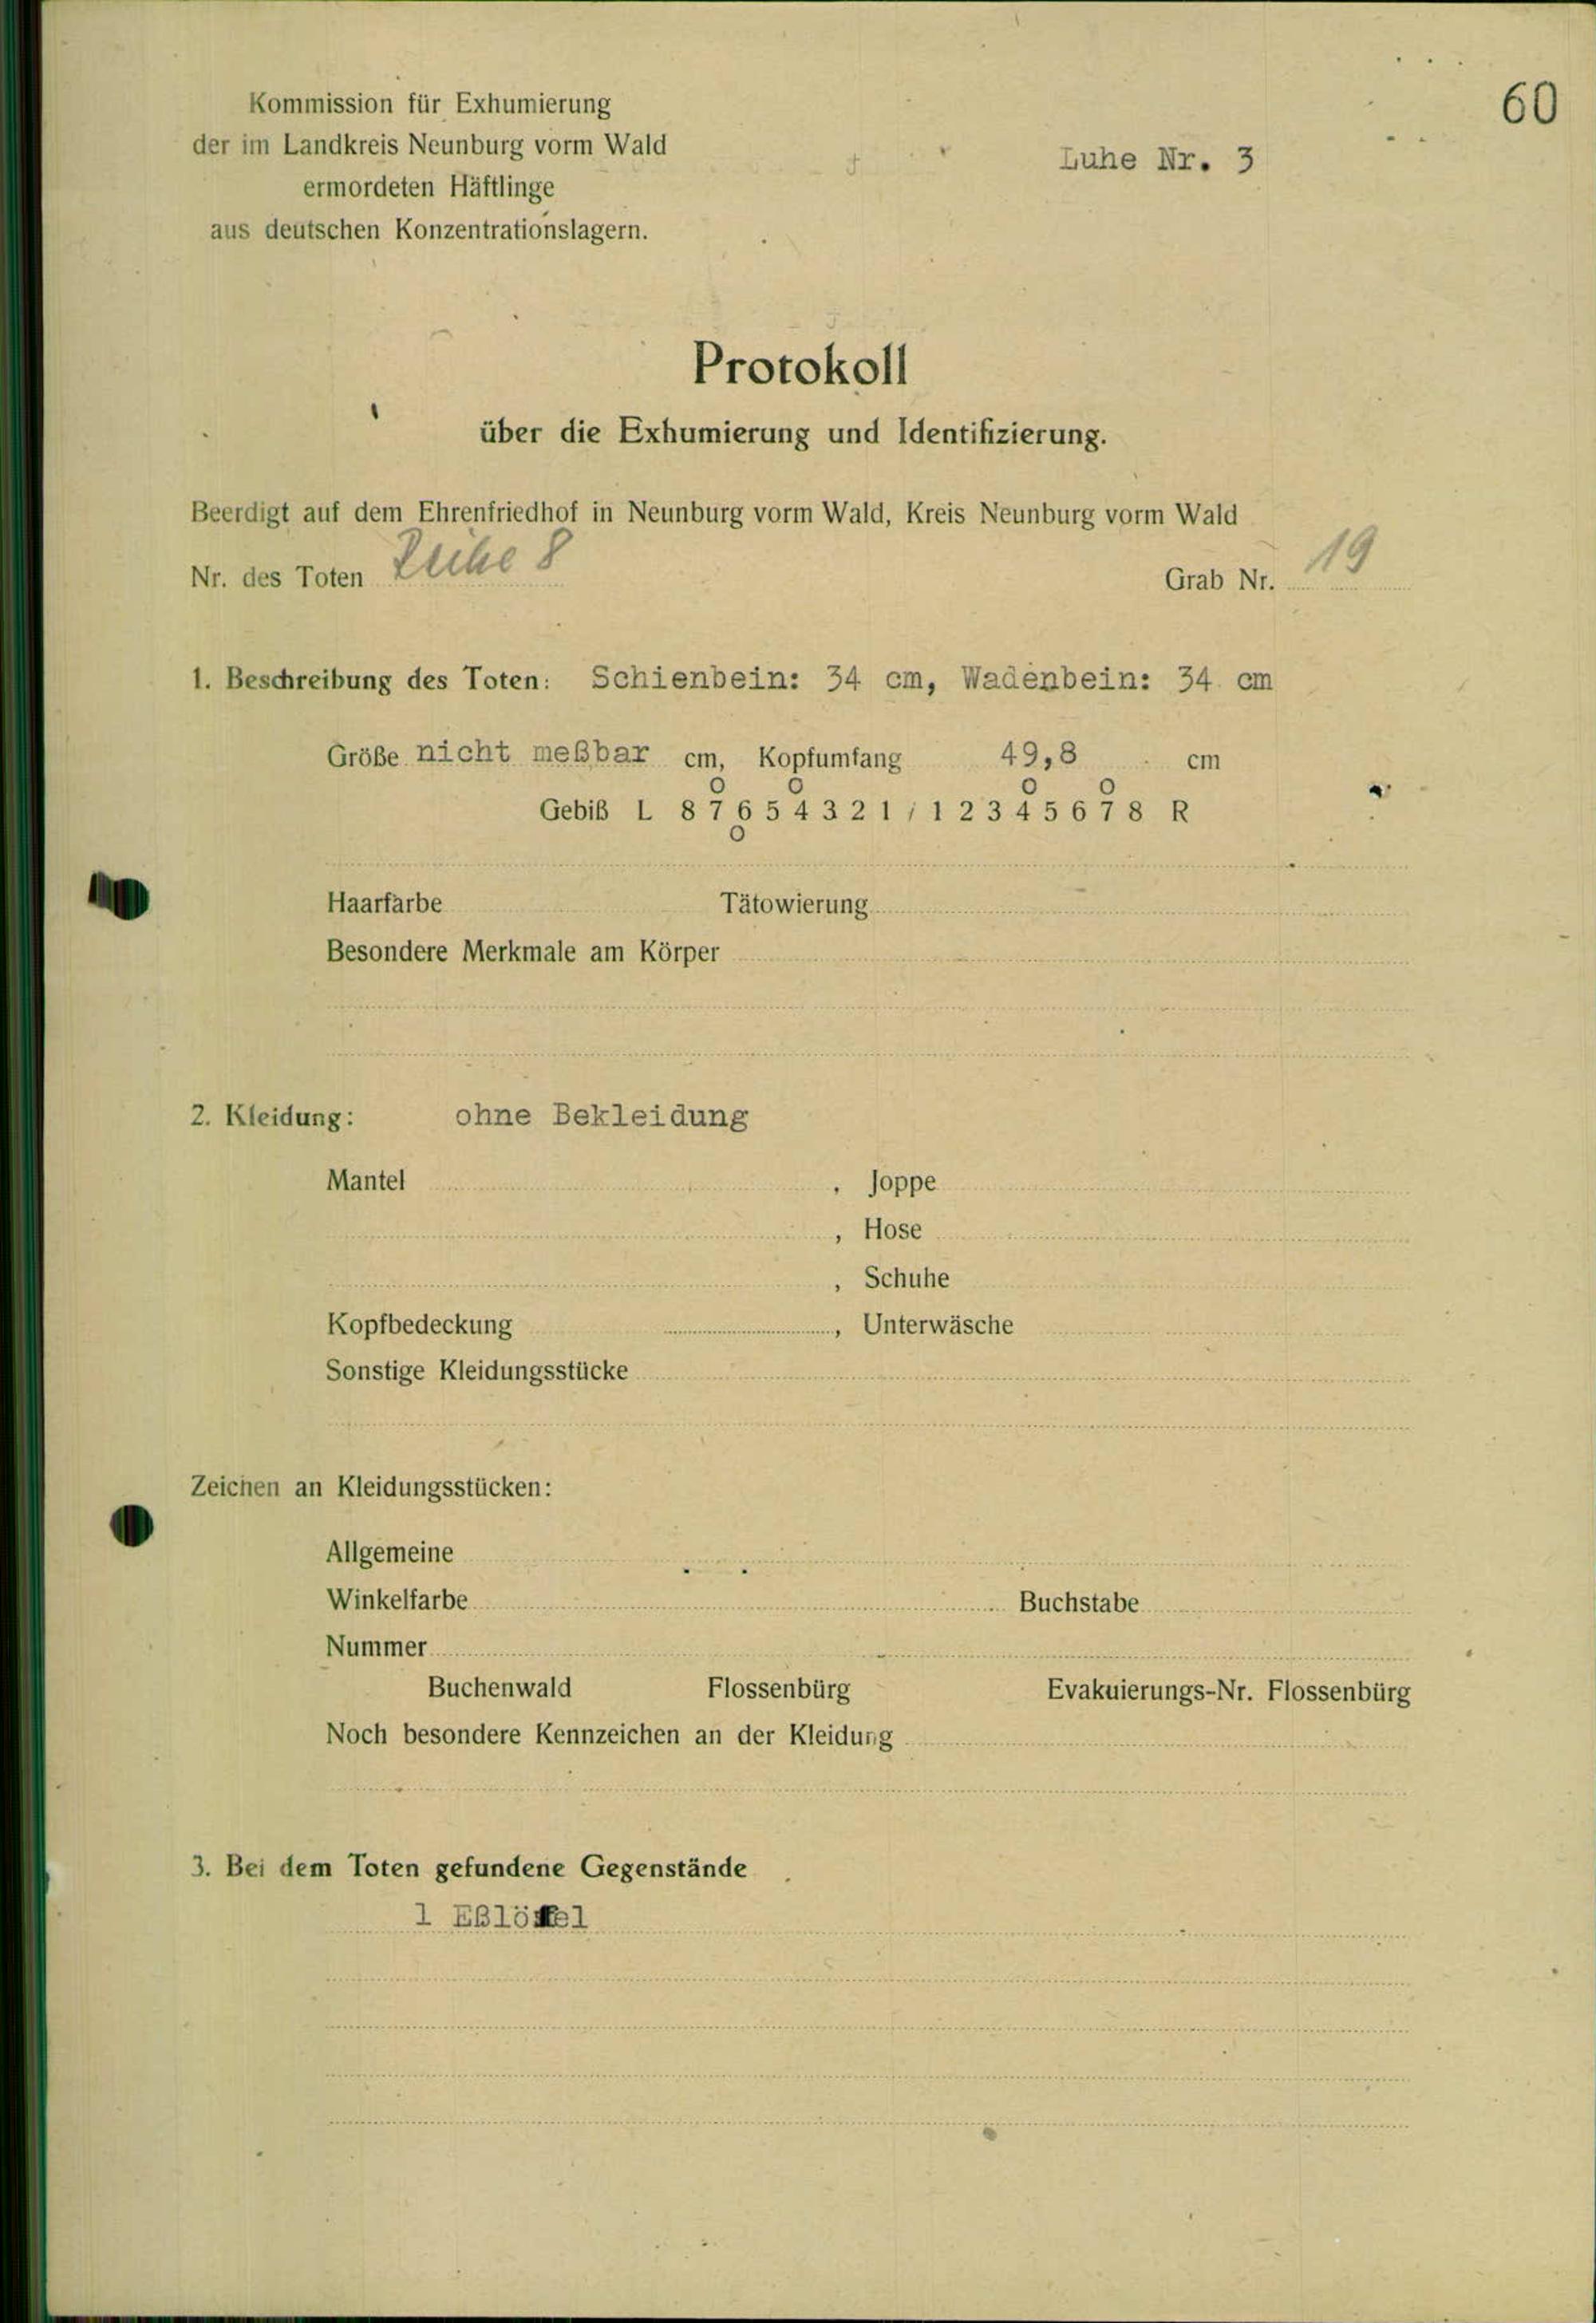 60
Kommission für Exhumierung
der im Landkreis Neunburg vorm Wald
ermordeten Häftlinge
aus deutschen Konzentrationslagern.
Luhe Nr. 3
Protokoll
über die Exhumierung und Identifizierung.
Beerdigt auf dem Ehrenfriedhof in Neunburg vorm Wald, Kreis Neunburg vorm Wald
Nr. des Toten Reihe 8 Grab Nr. 19
1. Beschreibung des Toten: Schienbein: 34 cm, Wadenbein: 34 cm
Größe nicht meßbar cm, Kopfumfang 49,8 cm
O O O O
Gebiß L 8 7 6 5 4 3 2 1 / 1 2 3 4 5 6 7 8 R
O
Haarfarbe Tätowierung
Besondere Merkmale am Körper
2. Kleidung: ohne Bekleidung
Mantel , Joppe
, Hose
, Schuhe
Kopfbedeckung , Unterwäsche
Sonstige Kleidungsstücke
Zeichen an Kleidungsstücken:
Allgemeine
Winkelfarbe Buchstabe
Nummer
Buchenwald Flossenbürg Evakuierungs-Nr. Flossenbürg
Noch besondere Kennzeichen an der Kleidung
3. Bei dem Toten gefundene Gegenstände
1 Eßlöffel